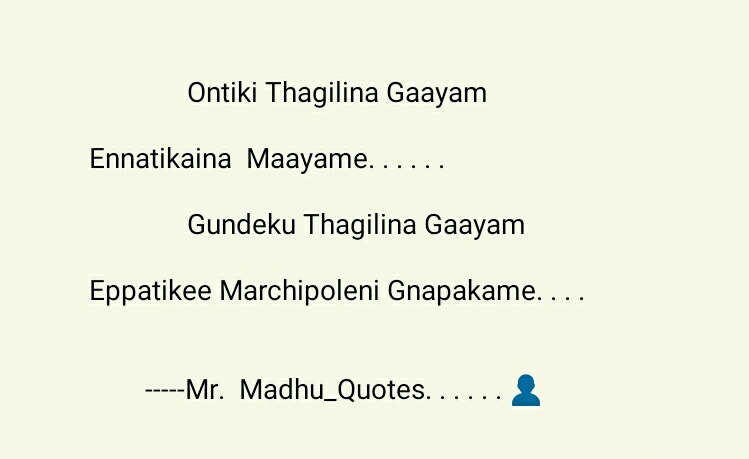 Ontiki Thagilina Gaayam
Ennatikaina Maayame. . . . . .
Gundeku Thagilina Gaayam
Eppatikee Marchipoleni Gnapakame. . . .
-----Mr. Madhu_Quotes. . . . . . 👤